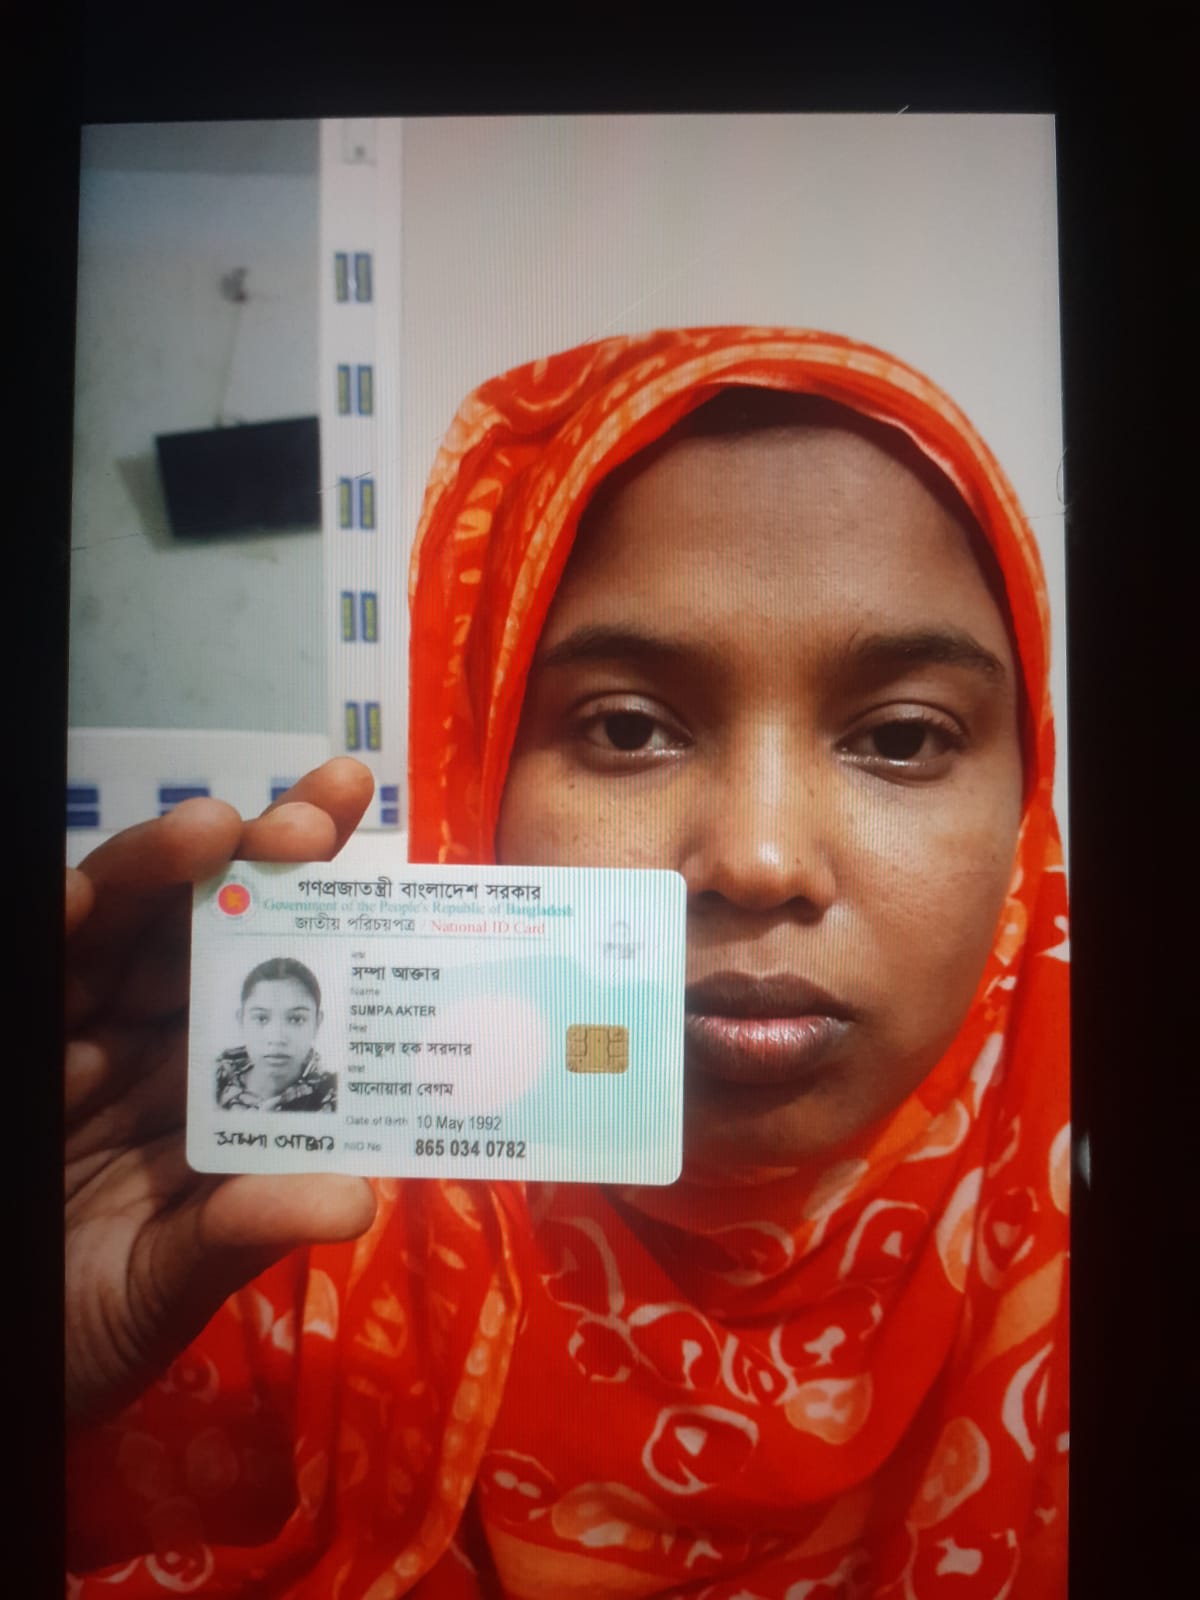 গণপ্রজাতন্ত্রী বাংলাদেশ সরকার
Government of the People's Republic of Bangladesh
জাতীয় পরিচয়পত্র / National ID Card
নাম
সম্পা আক্তার
Name
SUMPA AKTER
পিতা
সামছুল হক সরদার
মাতা
আনোয়ারা বেগম
Date of Birth 10 May 1992
সম্পা আক্তার NID No 865 034 0782